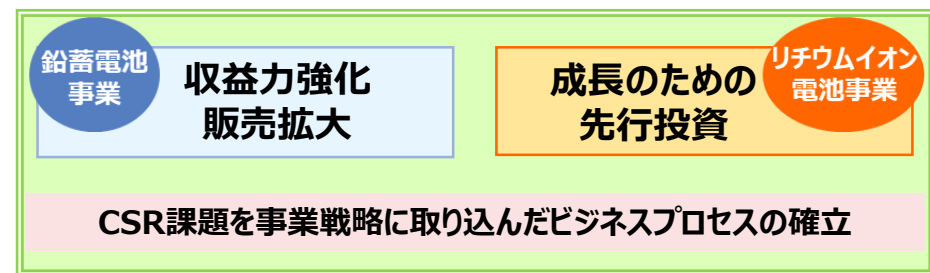 鉛蓄電池
事業
収益力強化
販売拡大
成長のための
先行投資
リチウムイオン
電池事業
CSR課題を事業戦略に取り込んだビジネスプロセスの確立